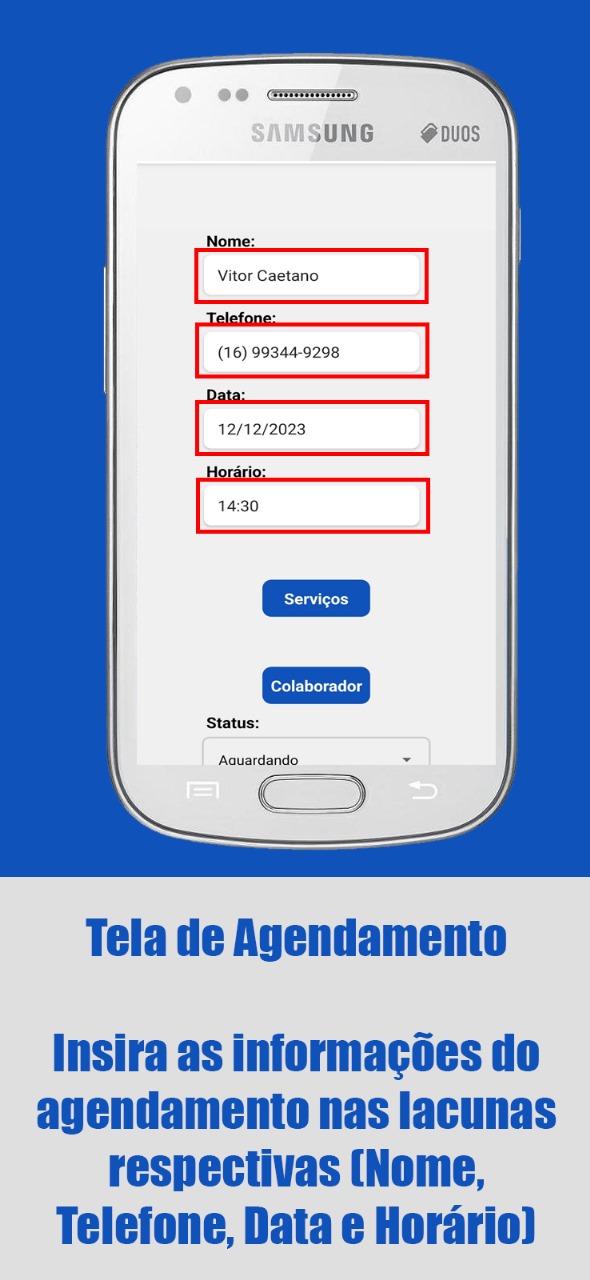 SAMSUNG
DUOS
Nome:
Vitor Caetano
Telefone:
(16) 99344-9298
Data:
12/12/2023
Horário:
14:30
Serviços
Colaborador
Status:
Aguardando
Tela de Agendamento
Insira as informações do
agendamento nas lacunas
respectivas (Nome,
Telefone, Data e Horário)